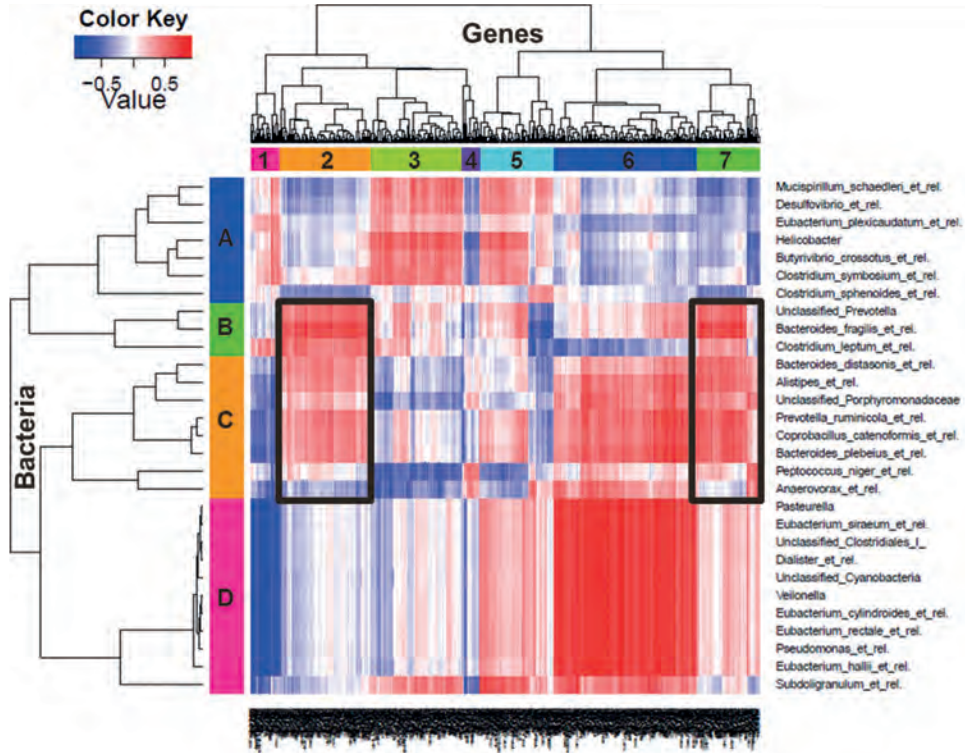 Color Key
−0.5 0.5
Value
Genes
1 2 3 4 5 6 7
Bacteria
A
B
C
D
Mucispirillum_schaedleri_et_rel.
Desulfovibrio_et_rel.
Eubacterium_plexicaudatum_et_rel.
Helicobacter
Butyrivibrio_crossotus_et_rel.
Clostridium_symbosium_et_rel.
Clostridium_sphenoides_et_rel.
Unclassified_Prevotella
Bacteroides_fragilis_et_rel.
Clostridium_leptum_et_rel.
Bacteroides_distasonis_et_rel.
Alistipes_et_rel.
Unclassified_Porphyromonadaceae
Prevotella_ruminicola_et_rel.
Coprobacillus_catenoformis_et_rel.
Bacteroides_plebeius_et_rel.
Peptococcus_niger_et_rel.
Anaerovorax_et_rel.
Pasteurella
Eubacterium_siraeum_et_rel.
Unclassified_Clostridiales_I_
Dialister_et_rel.
Unclassified_Cyanobacteria
Veilonella
Eubacterium_cylindroides_et_rel.
Eubacterium_rectale_et_rel.
Pseudomonas_et_rel.
Eubacterium_hallii_et_rel.
Subdoligranulum_et_rel.